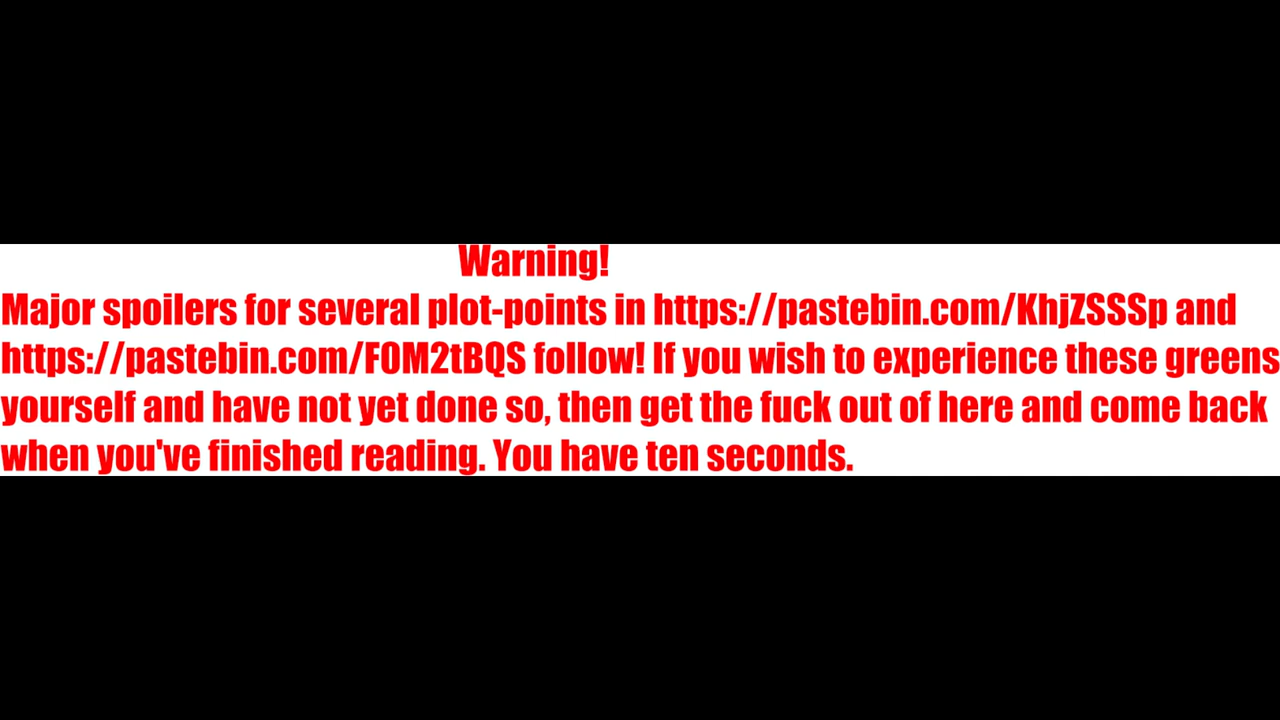 Warning!
Major spoilers for several plot-points in https://pastebin.com/KhjZSSSp and
https://pastebin.com/F0M2tBQS follow! If you wish to experience these greens
yourself and have not yet done so, then get the fuck out of here and come back
when you've finished reading. You have ten seconds.